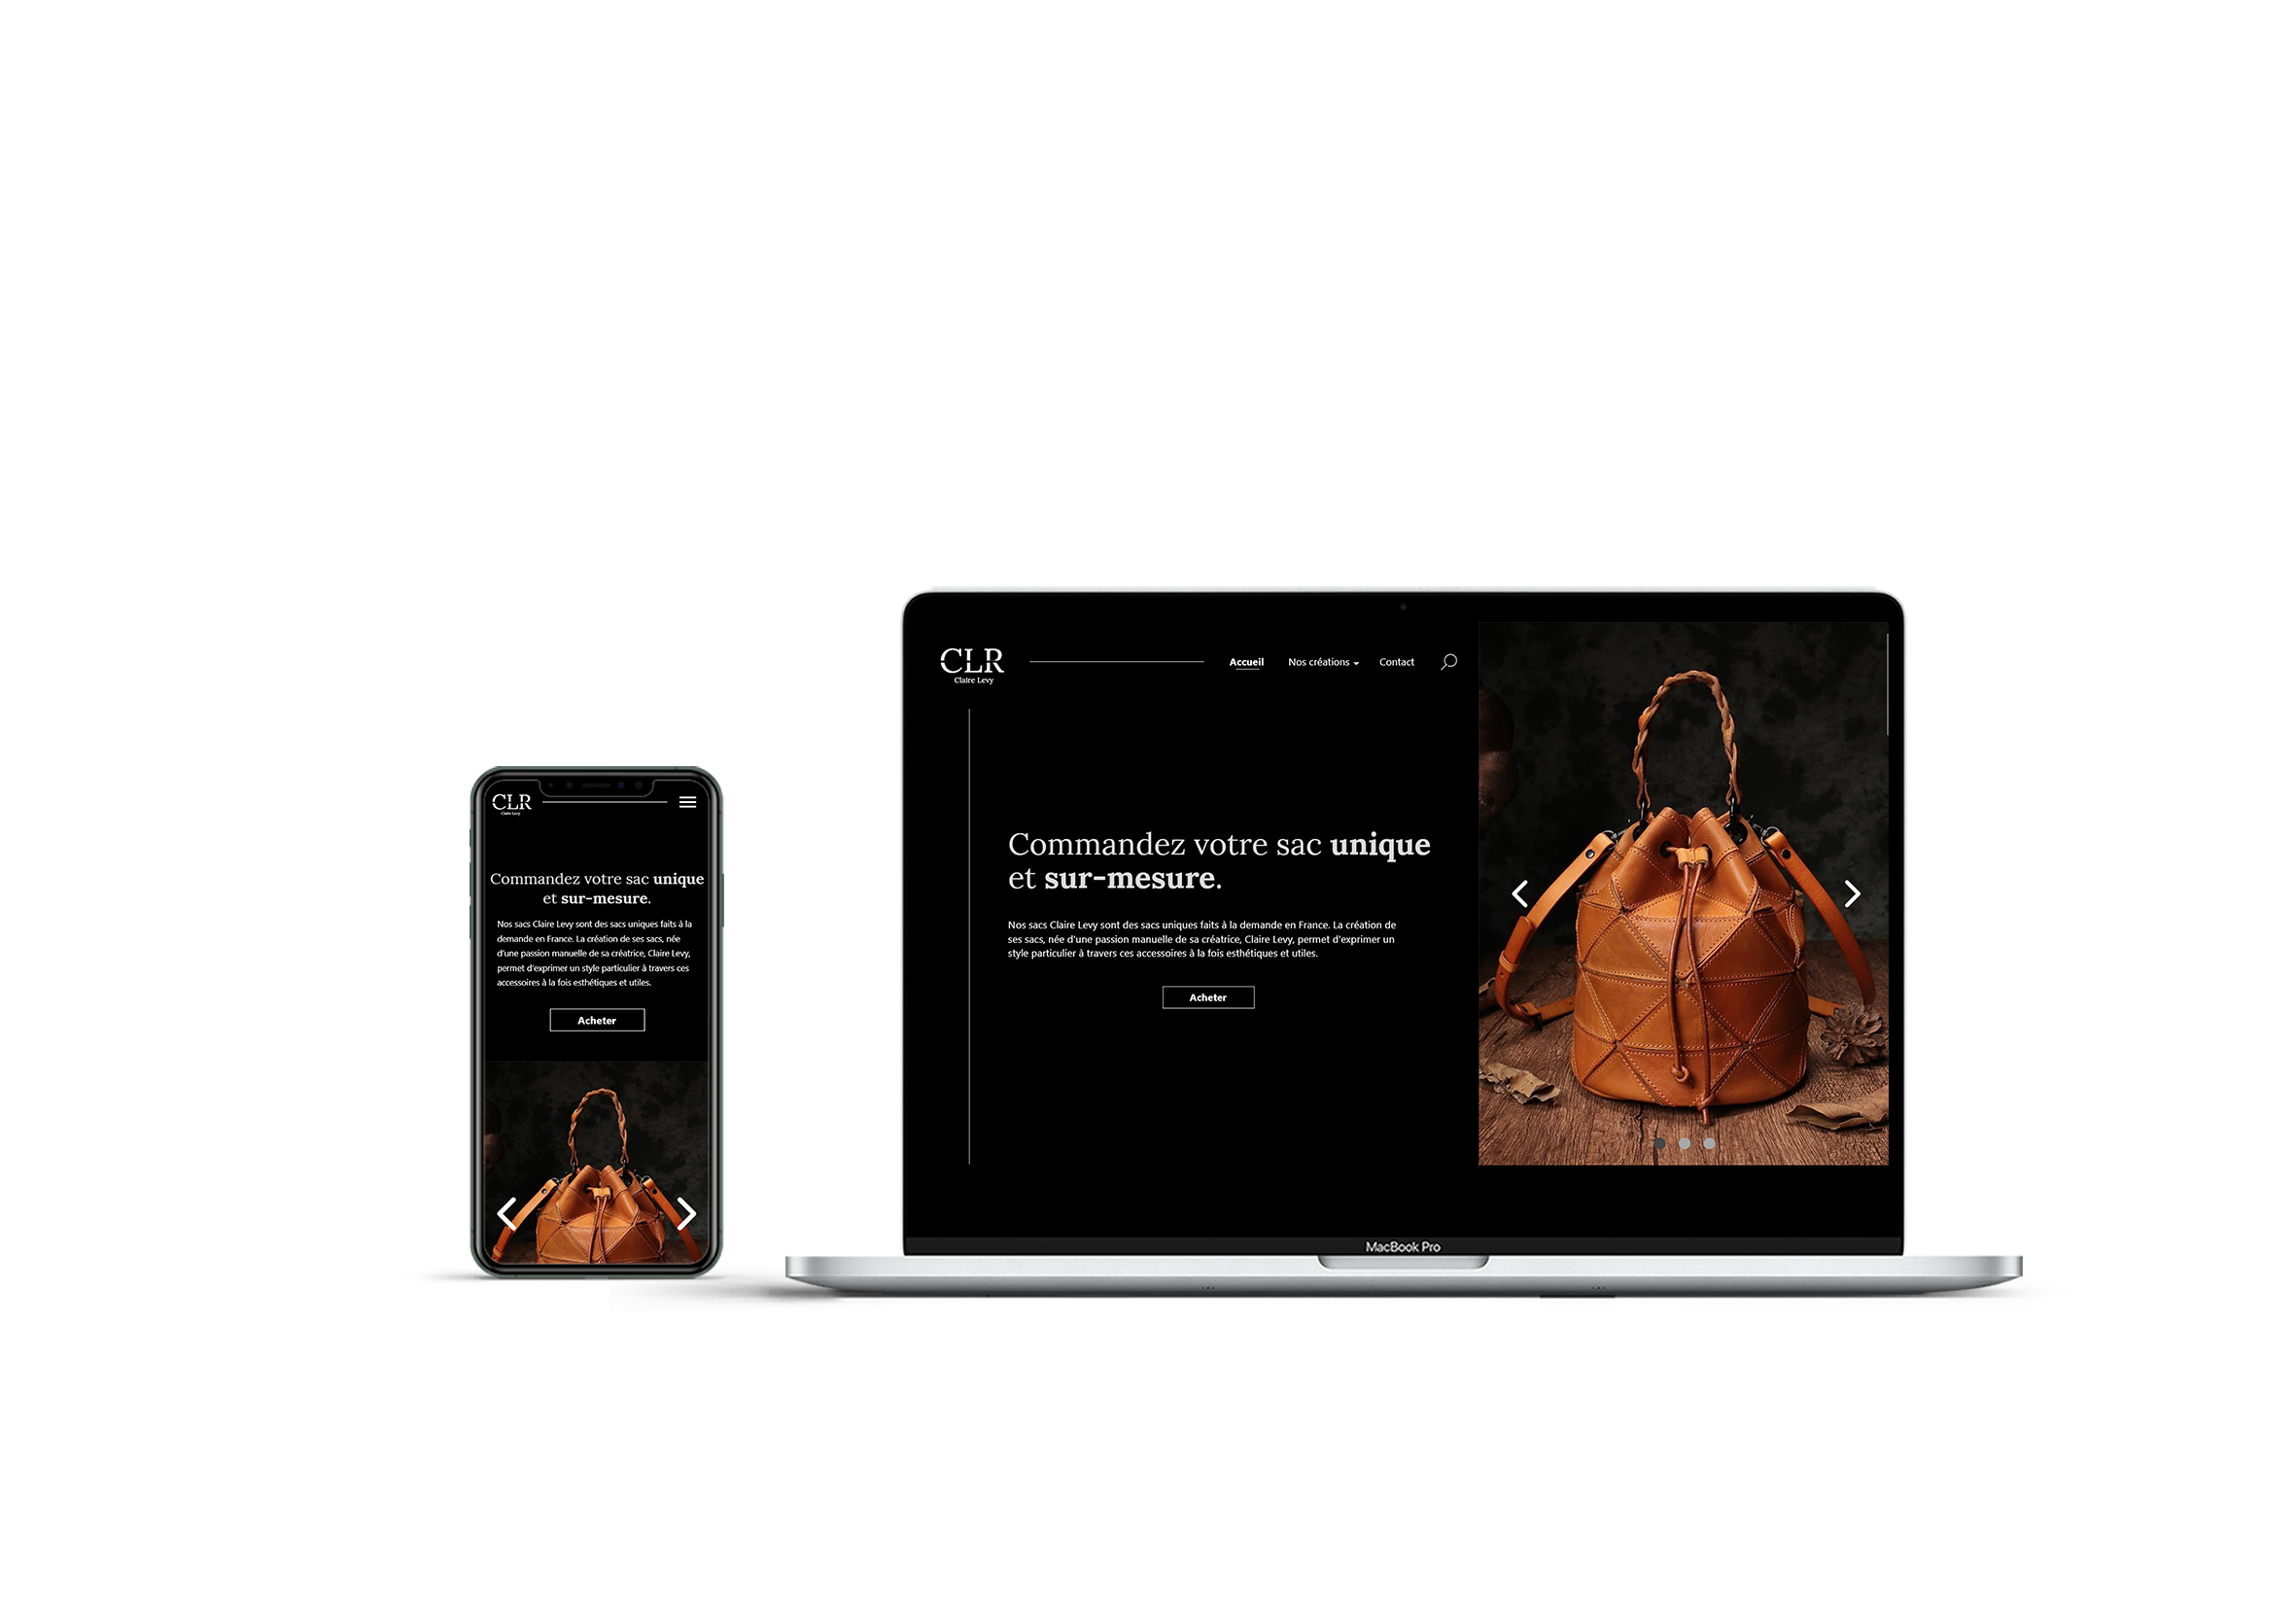 CLR
Claire Levy
Commandez votre sac unique
et sur-mesure.
Nos sacs Claire Levy sont des sacs uniques faits à la
demande en France. La création de ses sacs, née
d'une passion manuelle de sa créatrice, Claire Levy,
permet d'exprimer un style particulier à travers ces
accessoires à la fois esthétiques et utiles.
Acheter
CLR
Claire Levy
Accueil
Nos créations
Contact
Commandez votre sac unique
et sur-mesure.
Nos sacs Claire Levy sont des sacs uniques faits à la demande en France. La création de
ses sacs, née d'une passion manuelle de sa créatrice, Claire Levy, permet d'exprimer un
style particulier à travers ces accessoires à la fois esthétiques et utiles.
Acheter
MacBook Pro